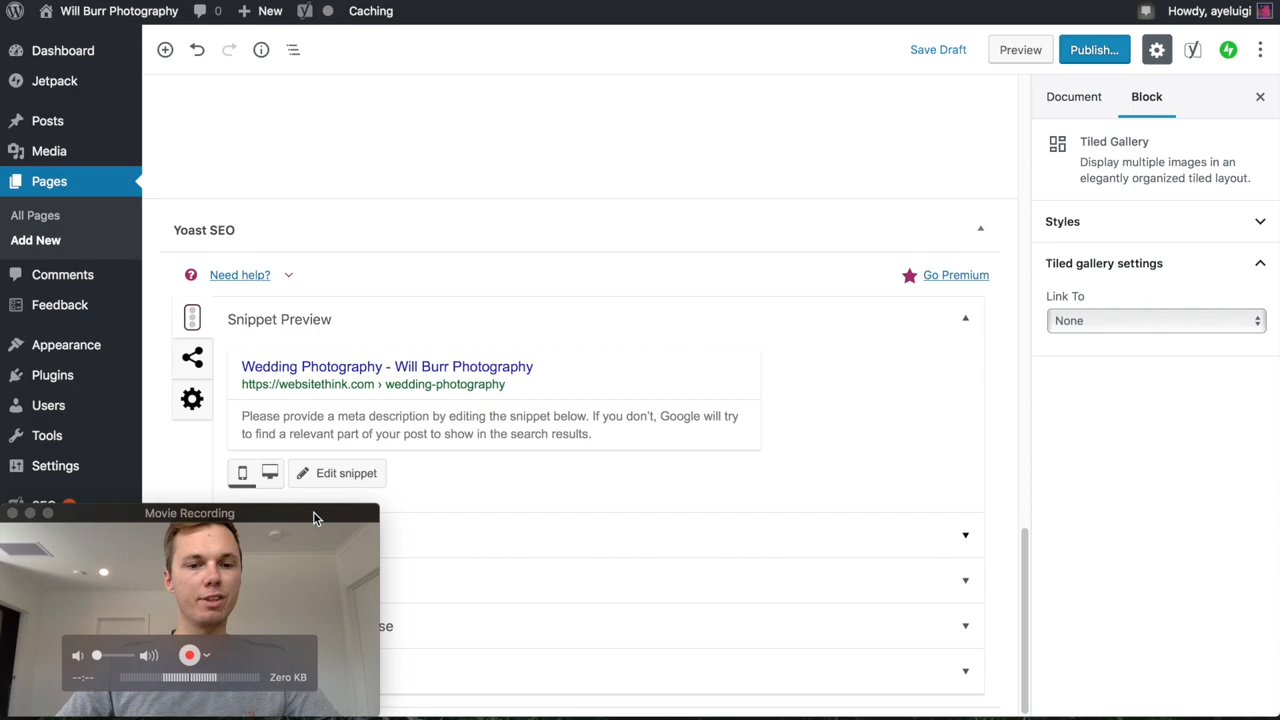 Will Burr Photography 0 + New Caching Howdy, ayeluigi
Dashboard
Jetpack
Posts
Media
Pages
All Pages
Add New
Comments
Feedback
Appearance
Plugins
Users
Tools
Settings
Save Draft Preview Publish...
Yoast SEO
Need help? Go Premium
Snippet Preview
Wedding Photography - Will Burr Photography
https://websitethink.com › wedding-photography
Please provide a meta description by editing the snippet below. If you don’t, Google will try
to find a relevant part of your post to show in the search results.
Edit snippet
se
Document Block
Tiled Gallery
Display multiple images in an
elegantly organized tiled layout.
Styles
Tiled gallery settings
Link To
None
Movie Recording
--:-- Zero KB